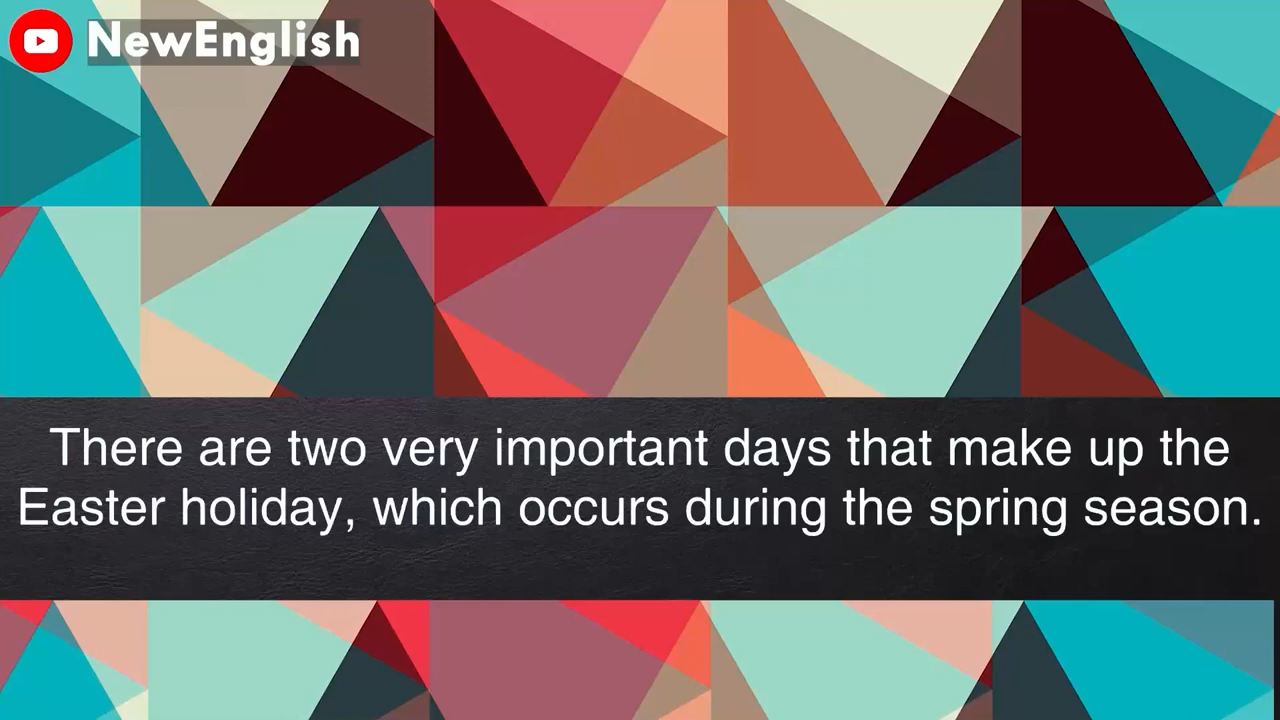 NewEnglish
There are two very important days that make up the
Easter holiday, which occurs during the spring season.